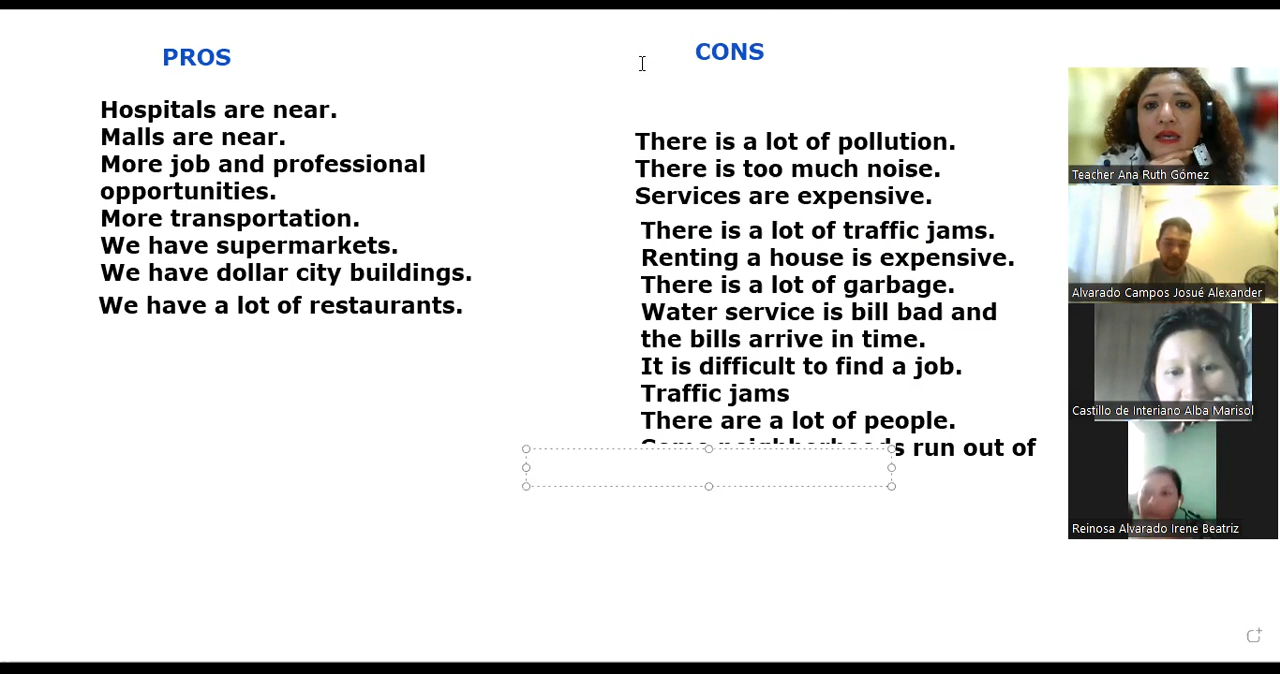 PROS
Hospitals are near.
Malls are near.
More job and professional
opportunities.
More transportation.
We have supermarkets.
We have dollar city buildings.
We have a lot of restaurants.
CONS
There is a lot of pollution.
There is too much noise.
Services are expensive.
There is a lot of traffic jams.
Renting a house is expensive.
There is a lot of garbage.
Water service is bill bad and
the bills arrive in time.
It is difficult to find a job.
Traffic jams
There are a lot of people.
Some neighborhoods run out of
Teacher Ana Ruth Gómez
Alvarado Campos Josué Alexander
Castillo de Interiano Alba Marisol
Reinosa Alvarado Irene Beatriz